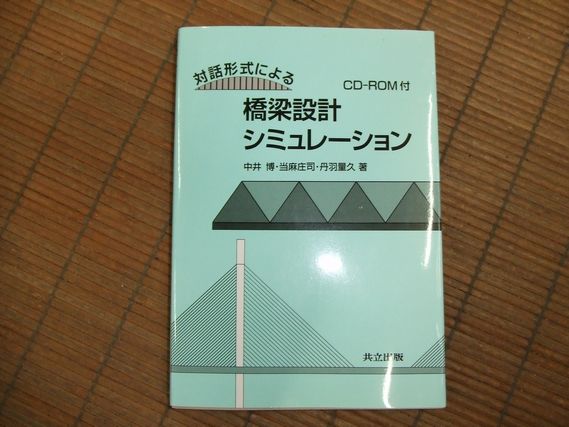 対話形式による
CD-ROM付
橋梁設計
シミュレーション
中井 博・当麻庄司・丹羽量久 著
共立出版